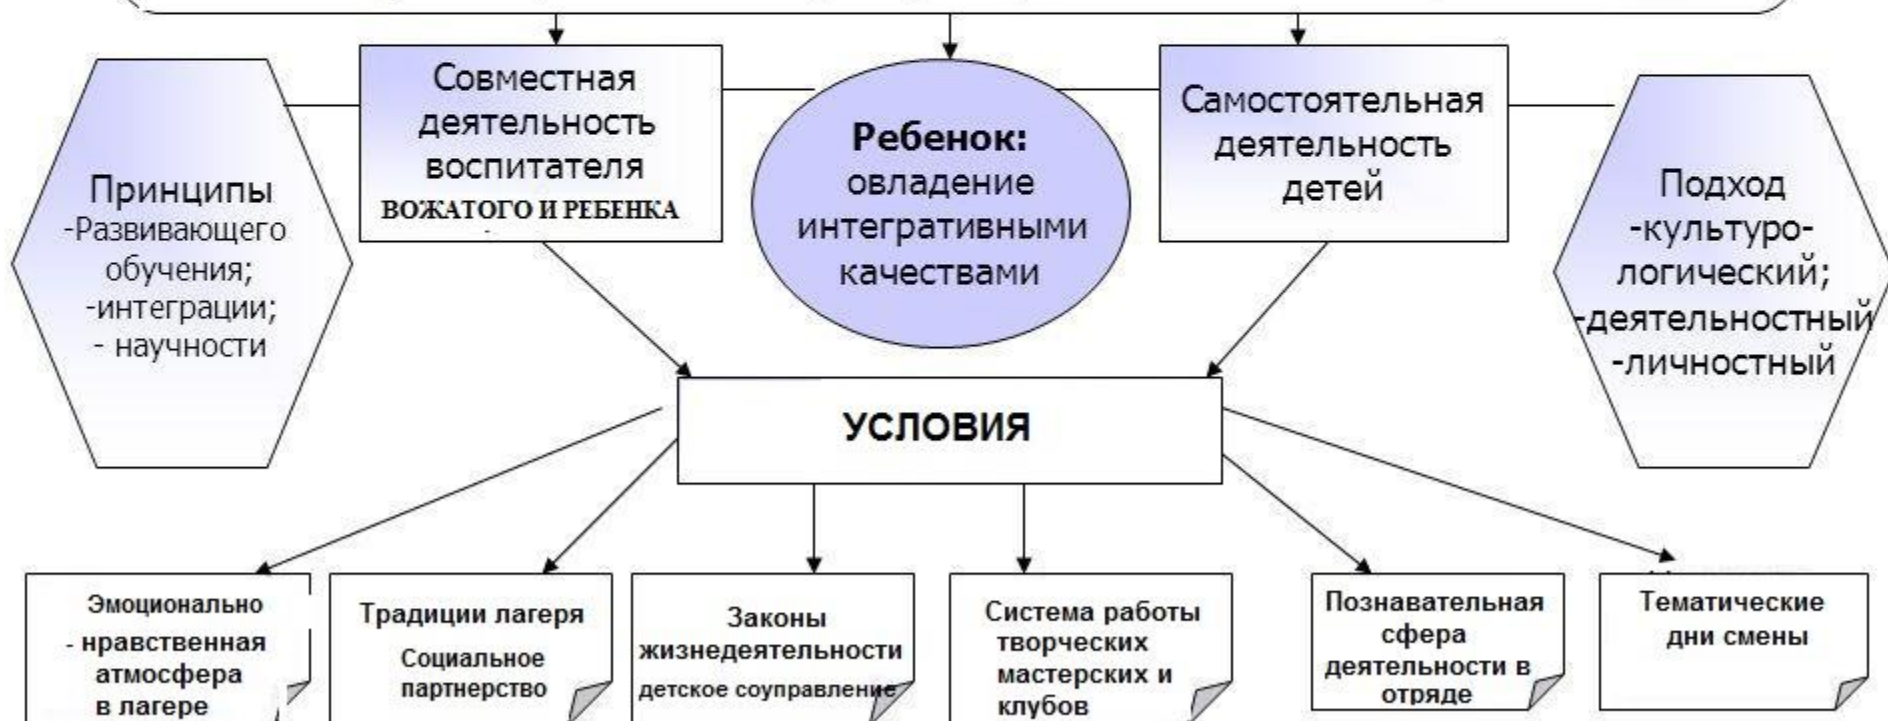 Принципы
-Развивающего
обучения;
-интеграции;
- научности
Совместная
деятельность
воспитателя
ВОЖАТОГО И РЕБЕНКА
Ребенок:
овладение
интегративными
качествами
Самостоятельная
деятельность
детей
Подход
-культуро-
логический;
-деятельностный
-личностный
УСЛОВИЯ
Эмоционально
- нравственная
атмосфера
в лагере
Традиции лагеря
Социальное
партнерство
Законы
жизнедеятельности
детское соуправление
Система работы
творческих
мастерских и
клубов
Познавательная
сфера
деятельности в
отряде
Тематические
дни смены